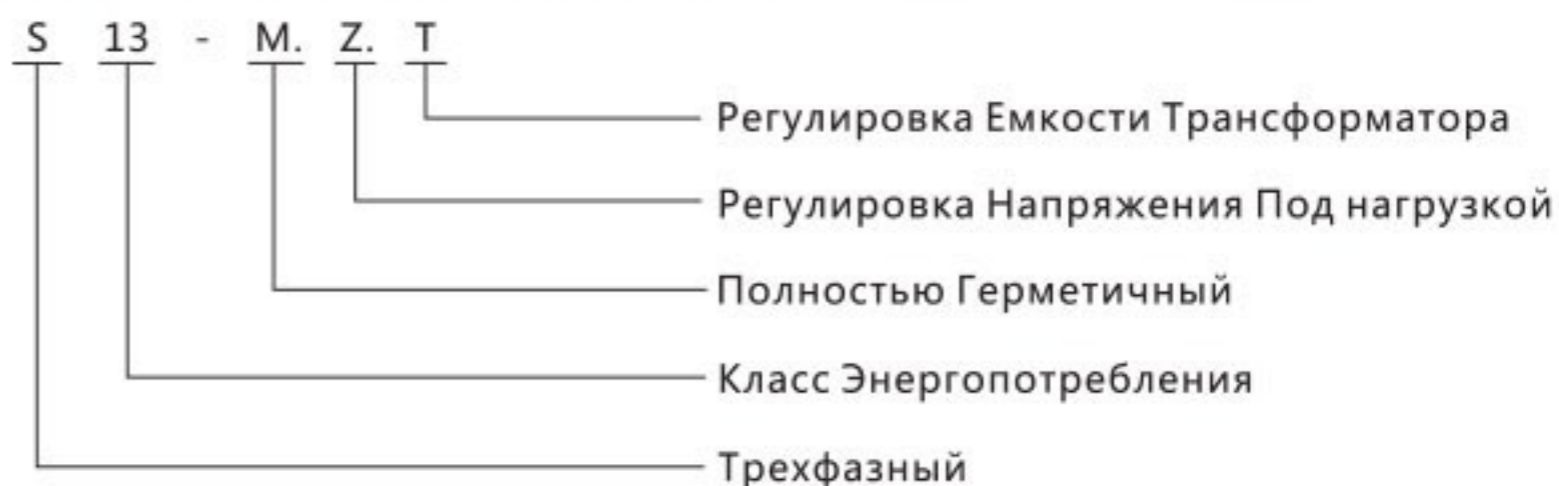 S 13 - M. Z. T
Регулировка Емкости Трансформатора
Регулировка Напряжения Под нагрузкой
Полностью Герметичный
Класс Энергопотребления
Трехфазный